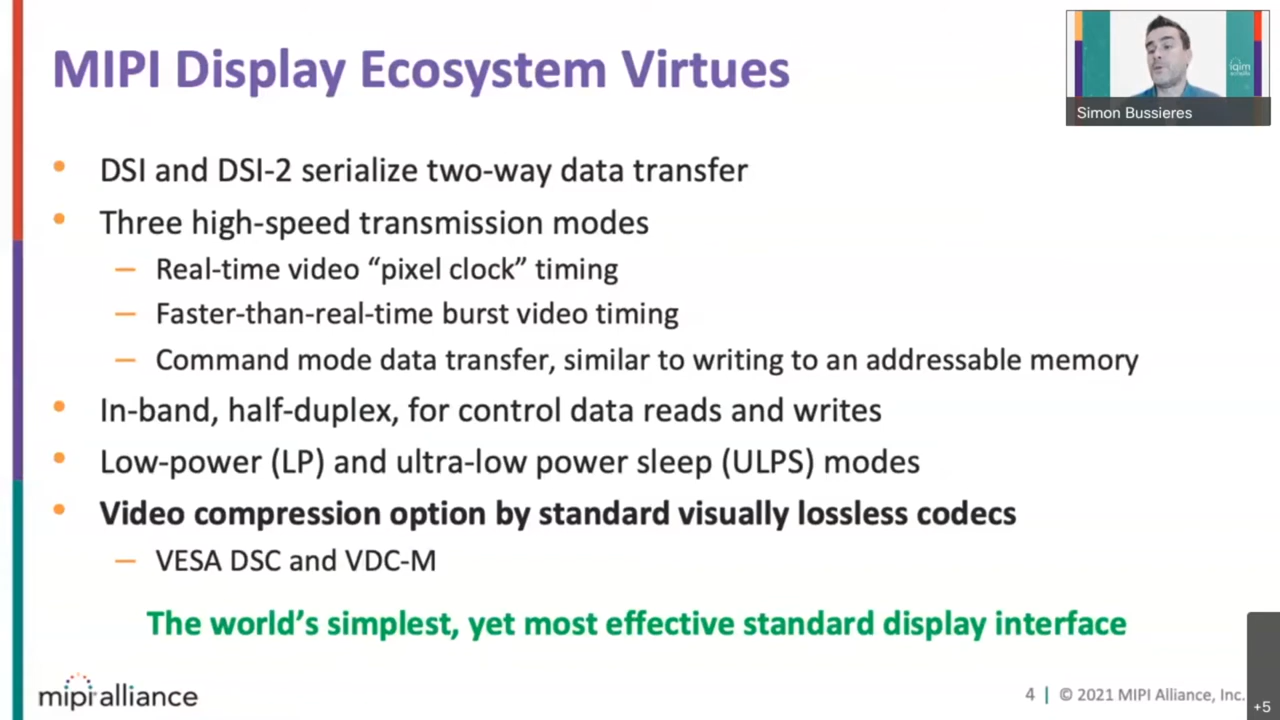 MIPI Display Ecosystem Virtues
Simon Bussieres
• DSI and DSI-2 serialize two-way data transfer
• Three high-speed transmission modes
— Real-time video “pixel clock” timing
— Faster-than-real-time burst video timing
— Command mode data transfer, similar to writing to an addressable memory
• In-band, half-duplex, for control data reads and writes
• Low-power (LP) and ultra-low power sleep (ULPS) modes
• Video compression option by standard visually lossless codecs
— VESA DSC and VDC-M
The world’s simplest, yet most effective standard display interface
mipi alliance
4 | © 2021 MIPI Alliance, Inc.
+5